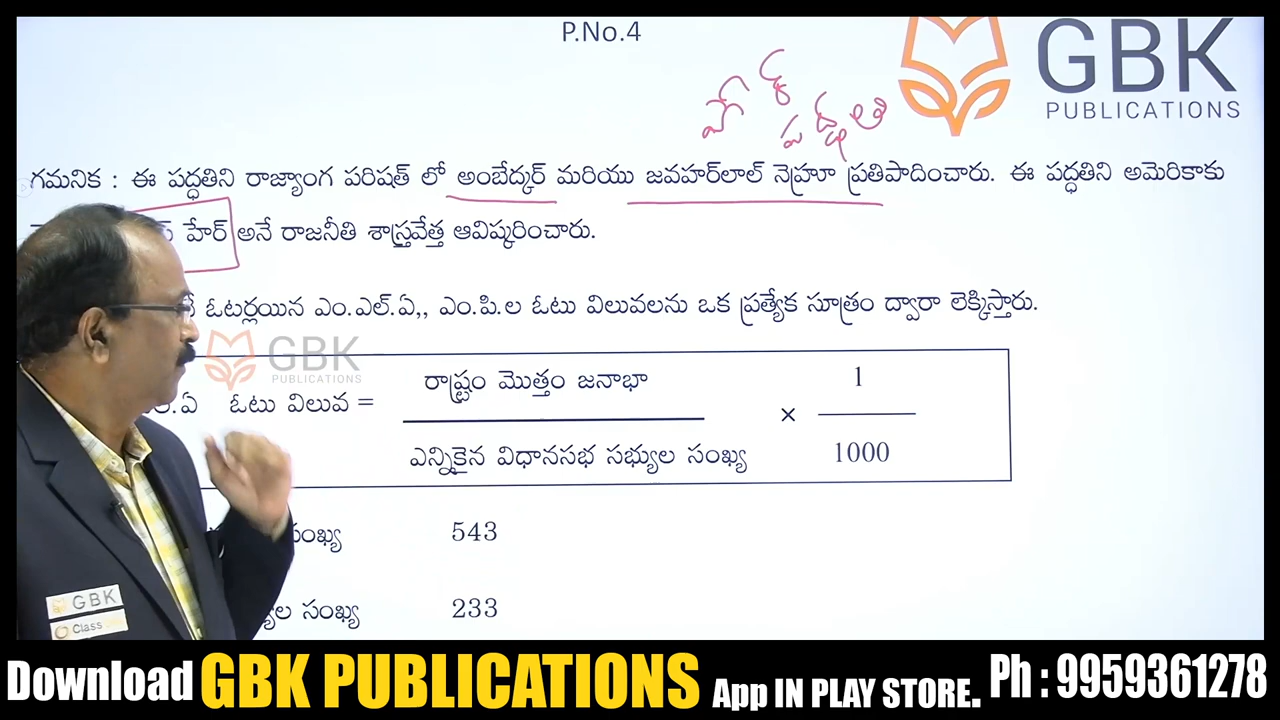 P.No.4
GBK
PUBLICATIONS
హేర్
పద్ధతి
గమనిక : ఈ పద్ధతిని రాజ్యాంగ పరిషత్ లో అంబేద్కర్ మరియు జవహర్‌లాల్ నెహ్రూ ప్రతిపాదించారు. ఈ పద్ధతిని అమెరికాకు
హేర్ అనే రాజనీతి శాస్త్రవేత్త ఆవిష్కరించారు.
ఓటర్లయిన ఎం.ఎల్.ఏ,, ఎం.పి.ల ఓటు విలువలను ఒక ప్రత్యేక సూత్రం ద్వారా లెక్కిస్తారు.
GBK
PUBLICATIONS
రాష్ట్రం మొత్తం జనాభా 1
ఓటు విలువ = ×
ఎన్నికైన విధానసభ సభ్యుల సంఖ్య 1000
సంఖ్య 543
సంఖ్య 233
GBK
Class
Download GBK PUBLICATIONS App IN PLAY STORE. Ph : 9959361278